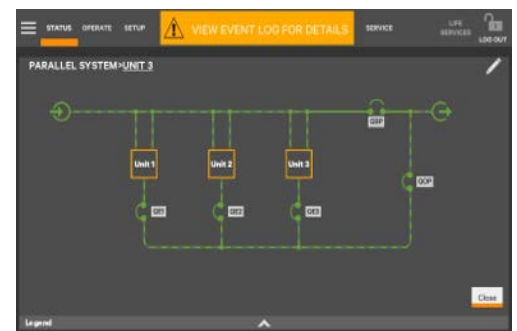 STATUS OPERATE SETUP VIEW EVENT LOG FOR DETAILS SERVICE LIFE SERVICES LOG OUT
PARALLEL SYSTEM>UNIT 3
QBP
Unit 1 Unit 2 Unit 3
QOP
QE1 QE2 QE3
Close
Legend